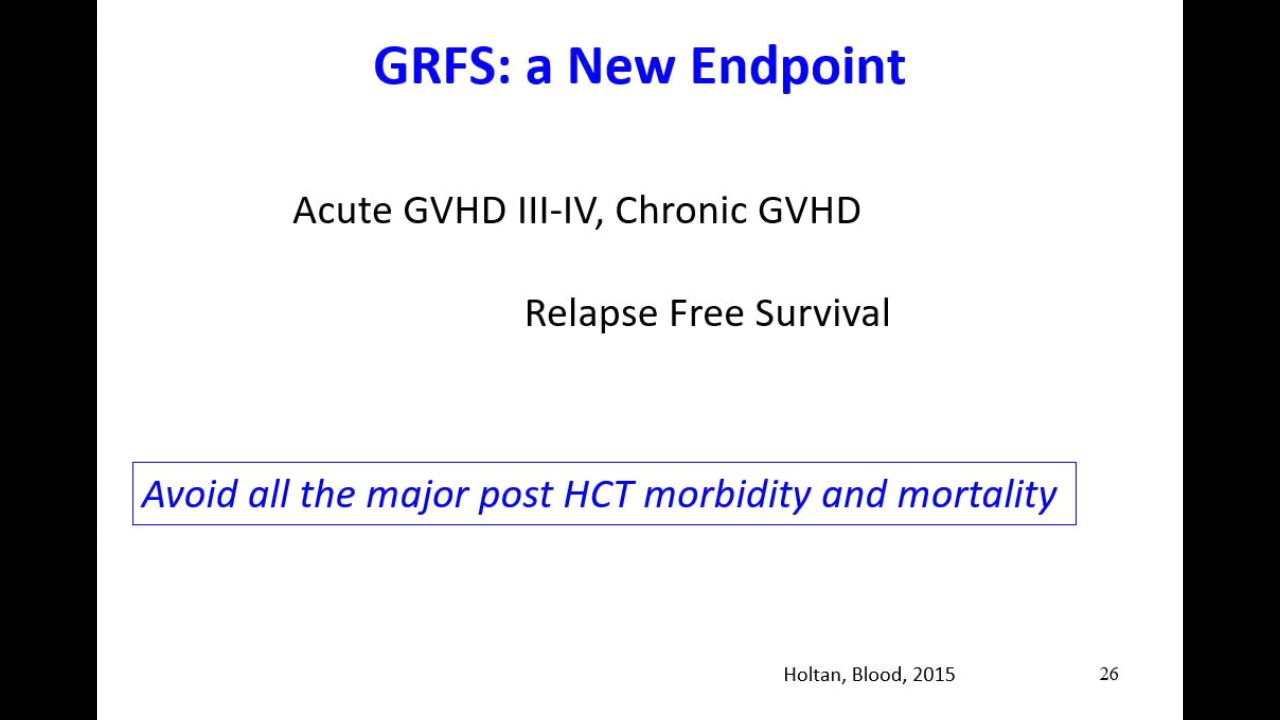 GRFS: a New Endpoint
Acute GVHD III-IV, Chronic GVHD
Relapse Free Survival
Avoid all the major post HCT morbidity and mortality
Holtan, Blood, 2015
26